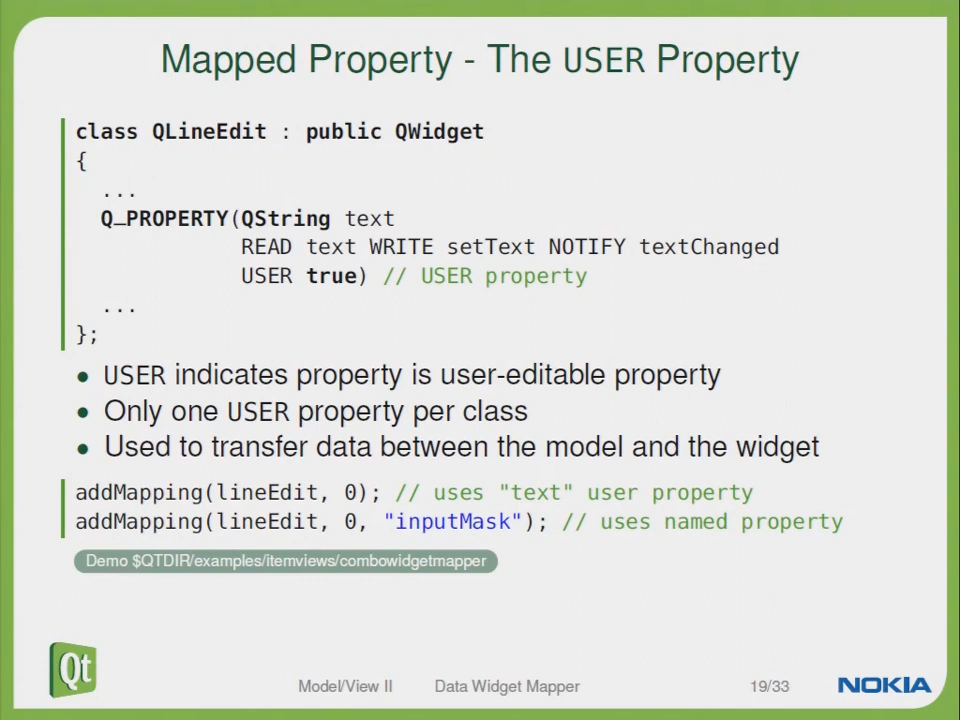 Mapped Property - The USER Property
class QLineEdit : public QWidget
{
...
Q_PROPERTY(QString text
READ text WRITE setText NOTIFY textChanged
USER true) // USER property
...
};
• USER indicates property is user-editable property
• Only one USER property per class
• Used to transfer data between the model and the widget
addMapping(lineEdit, 0); // uses "text" user property
addMapping(lineEdit, 0, "inputMask"); // uses named property
Demo $QTDIR/examples/itemviews/combowidgetmapper
Qt
Model/View II Data Widget Mapper 19/33 NOKIA